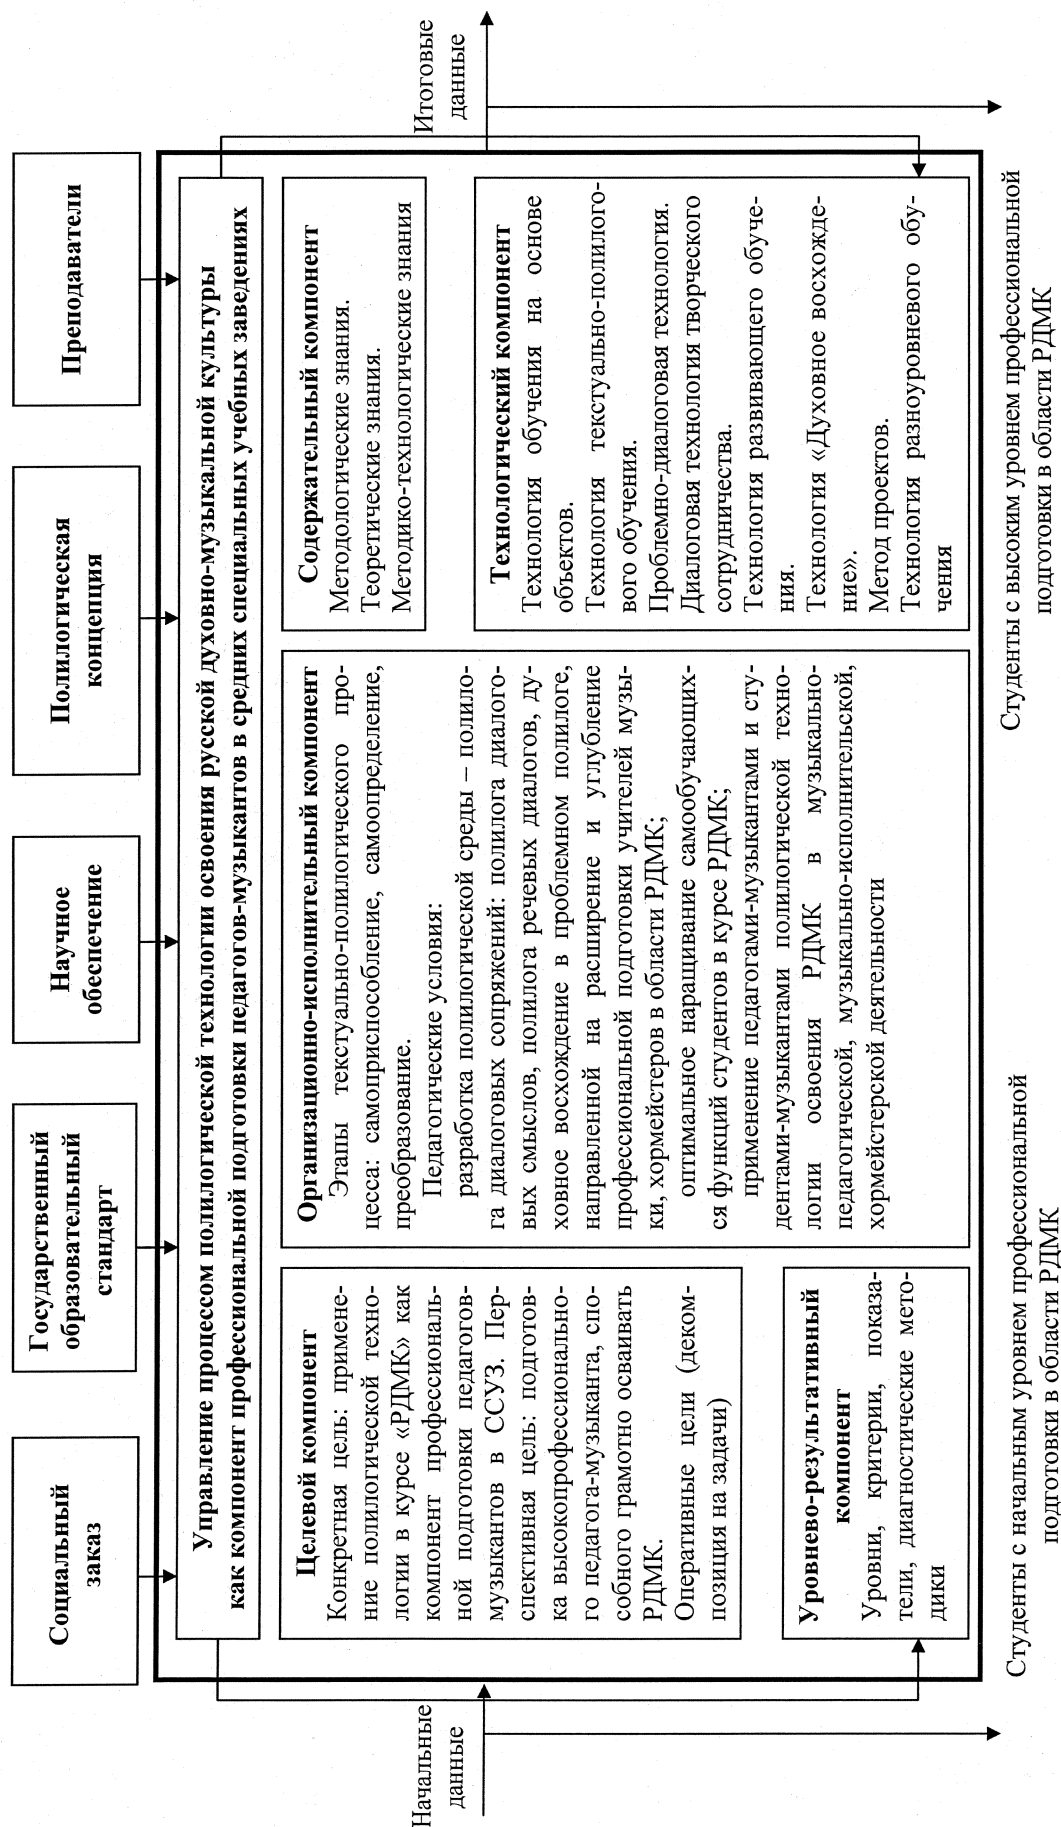 Социальный
заказ
Государственный
образовательный
стандарт
Научное
обеспечение
Полилогическая
концепция
Преподаватели
Управление процессом полилогической технологии освоения русской духовно-музыкальной культуры
как компонент профессиональной подготовки педагогов-музыкантов в средних специальных учебных заведениях
Начальные
данные
Итоговые
данные
Целевой компонент
Конкретная цель: примене-
ние полилогической техно-
логии в курсе «РДМК» как
компонент профессиональ-
ной подготовки педагогов-
музыкантов в ССУЗ. Пер-
спективная цель: подготов-
ка высокопрофессионально-
го педагога-музыканта, спо-
собного грамотно осваивать
РДМК.
Оперативные цели (деком-
позиция на задачи)
Уровнево-результативный
компонент
Уровни, критерии, показа-
тели, диагностические мето-
дики
Организационно-исполнительный компонент
Этапы текстуально-полилогического про-
цесса: самоприспособление, самоопределение,
преобразование.
Педагогические условия:
разработка полилогической среды – полило-
га диалоговых сопряжений: полилога диалого-
вых смыслов, полилога речевых диалогов, ду-
ховное восхождение в проблемном полилоге,
направленной на расширение и углубление
профессиональной подготовки учителей музы-
ки, хормейстеров в области РДМК;
оптимальное наращивание самообучающих-
ся функций студентов в курсе РДМК;
применение педагогами-музыкантами и сту-
дентами-музыкантами полилогической техно-
логии освоения РДМК в музыкально-
педагогической, музыкально-исполнительской,
хормейстерской деятельности
Содержательный компонент
Методологические знания.
Теоретические знания.
Методико-технологические знания
Технологический компонент
Технология обучения на основе
объектов.
Технология текстуально-полилого-
вого обучения.
Проблемно-диалоговая технология.
Диалоговая технология творческого
сотрудничества.
Технология развивающего обуче-
ния.
Технология «Духовное восхожде-
ние».
Метод проектов.
Технология разноуровневого обу-
чения
Студенты с начальным уровнем профессиональной
подготовки в области РДМК
Студенты с высоким уровнем профессиональной
подготовки в области РДМК